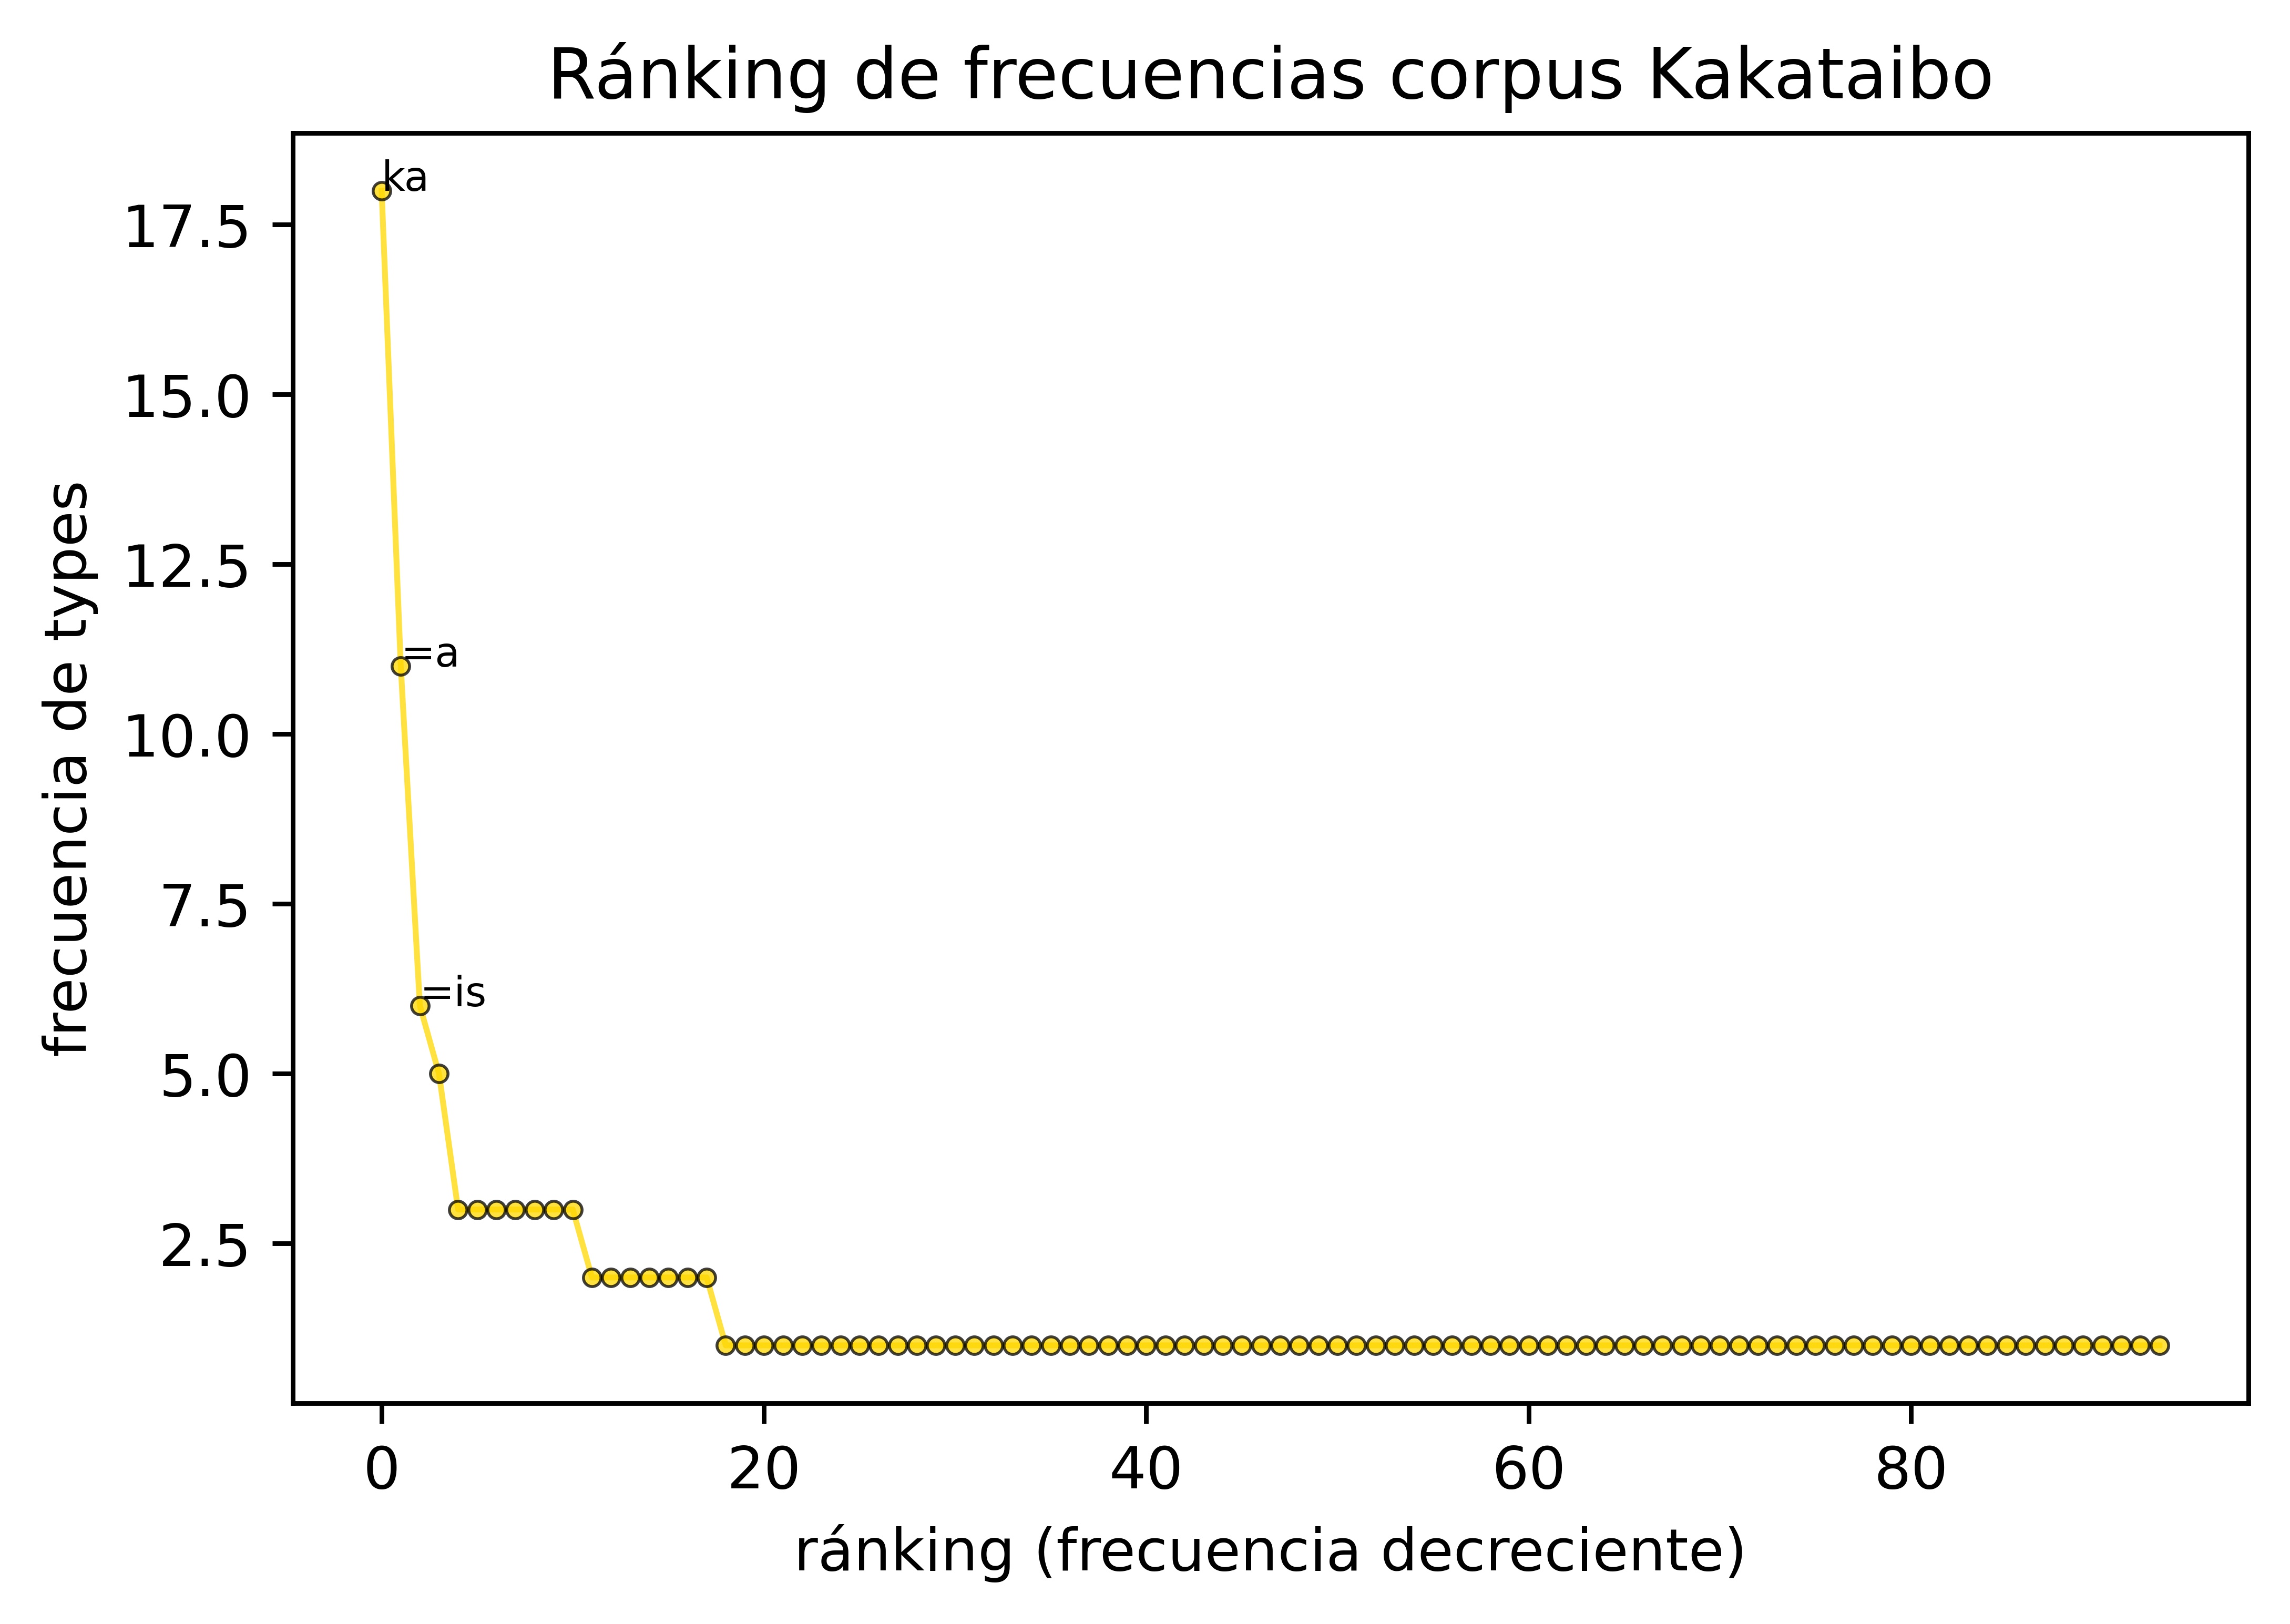 Ránking de frecuencias corpus Kakataibo
ka
17.5
15.0
12.5
=a
10.0
7.5
=is
5.0
2.5
frecuencia de types
0 20 40 60 80
ránking (frecuencia decreciente)